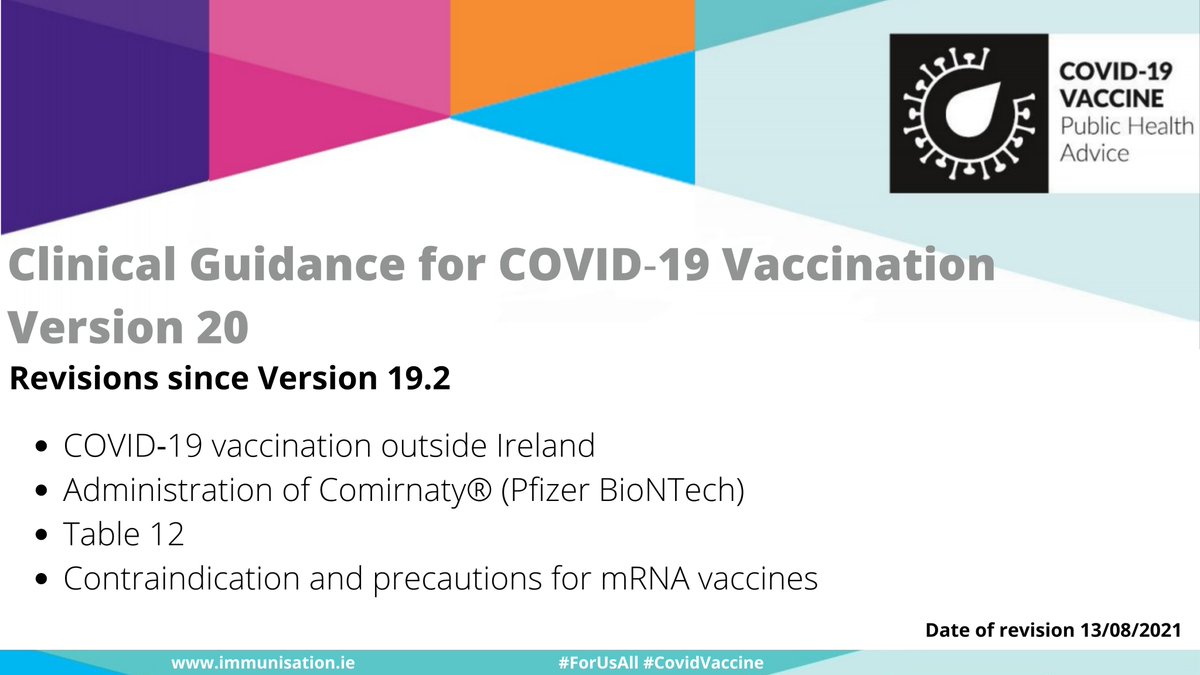 COVID-19
VACCINE
Public Health
Advice
Clinical Guidance for COVID-19 Vaccination
Version 20
Revisions since Version 19.2
• COVID-19 vaccination outside Ireland
• Administration of Comirnaty® (Pfizer BioNTech)
• Table 12
• Contraindication and precautions for mRNA vaccines
Date of revision 13/08/2021
www.immunisation.ie
#ForUsAll #CovidVaccine